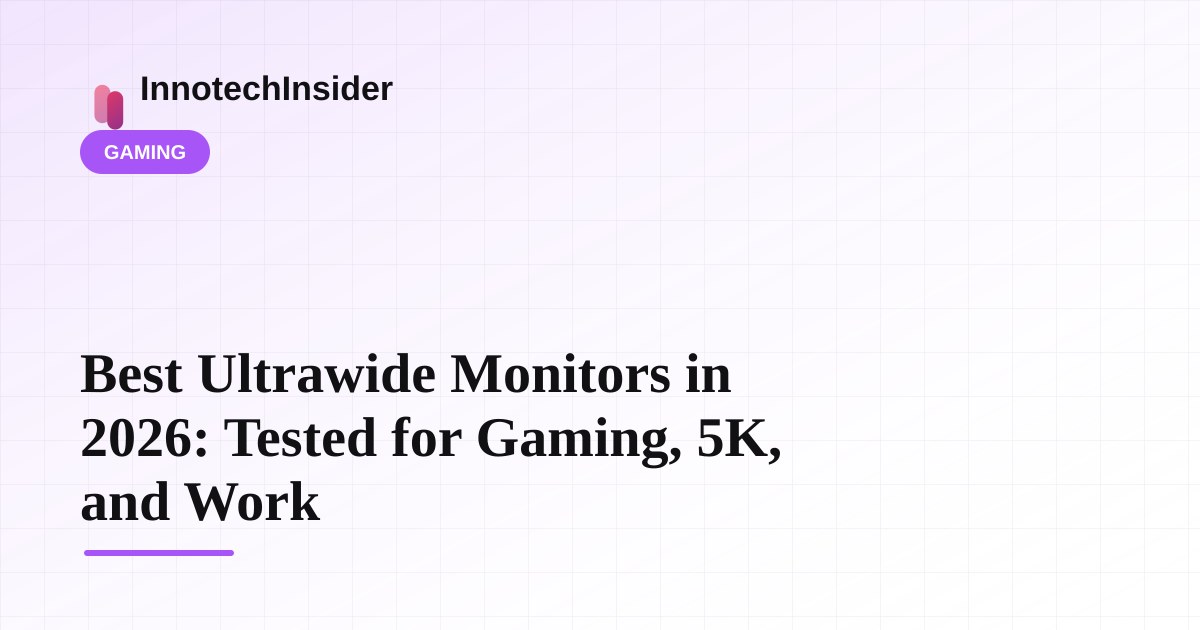 InnotechInsider
GAMING
Best Ultrawide Monitors in
2026: Tested for Gaming, 5K,
and Work